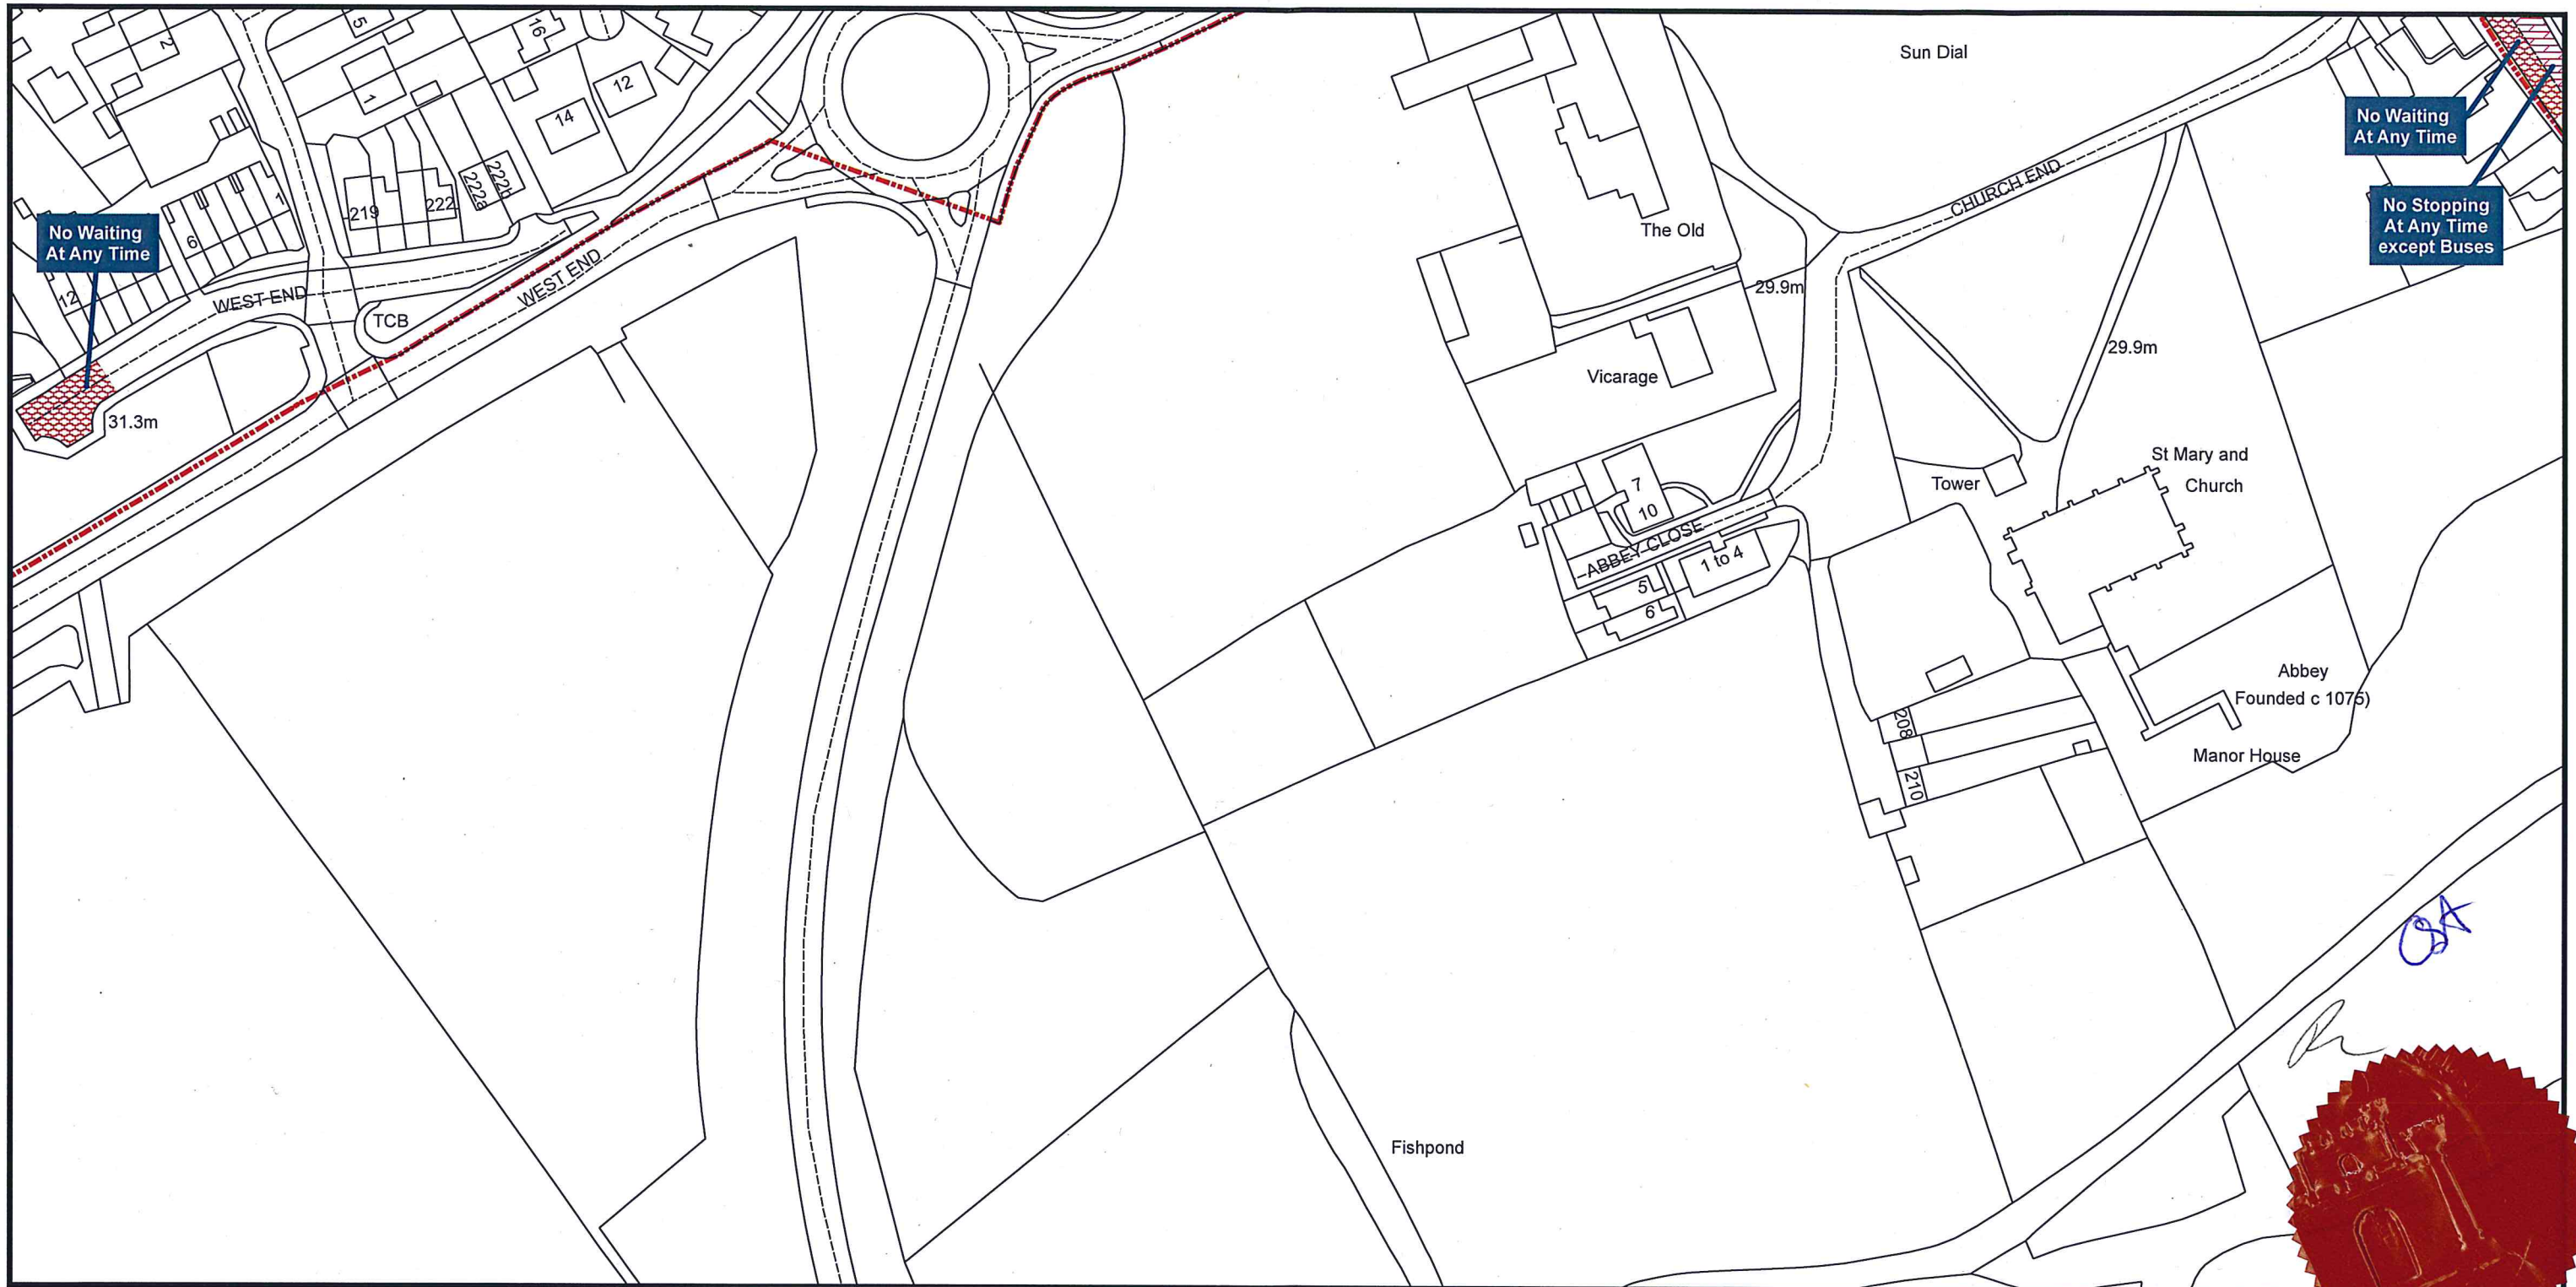 5
2
16
1
12
14
Sun Dial
No Waiting
At Any Time
222b
222a
222
219
1
6
12
No Waiting
At Any Time
CHURCH END
No Stopping
At Any Time
except Buses
The Old
WEST END
WEST END
TCB
29.9m
29.9m
Vicarage
31.3m
St Mary and
Church
Tower
7
10
ABBEY CLOSE
1 to 4
5
6
Abbey
Founded c 1075)
208
Manor House
210
Fishpond